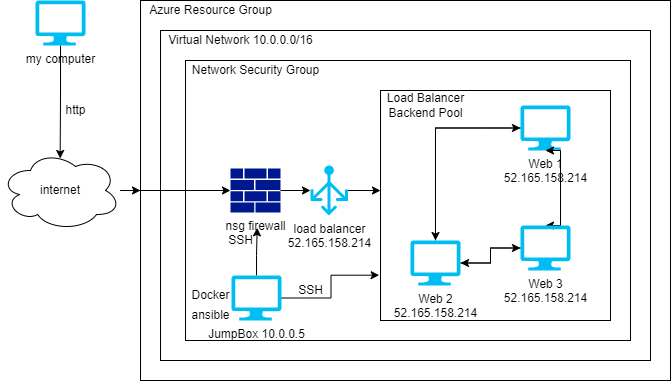 Azure Resource Group
Virtual Network 10.0.0.0/16
my computer
Network Security Group
Load Balancer
Backend Pool
http
Web 1
52.165.158.214
internet
nsg firewall
SSH
load balancer
52.165.158.214
Web 2
52.165.158.214
Web 3
52.165.158.214
Docker
ansible
SSH
JumpBox 10.0.0.5